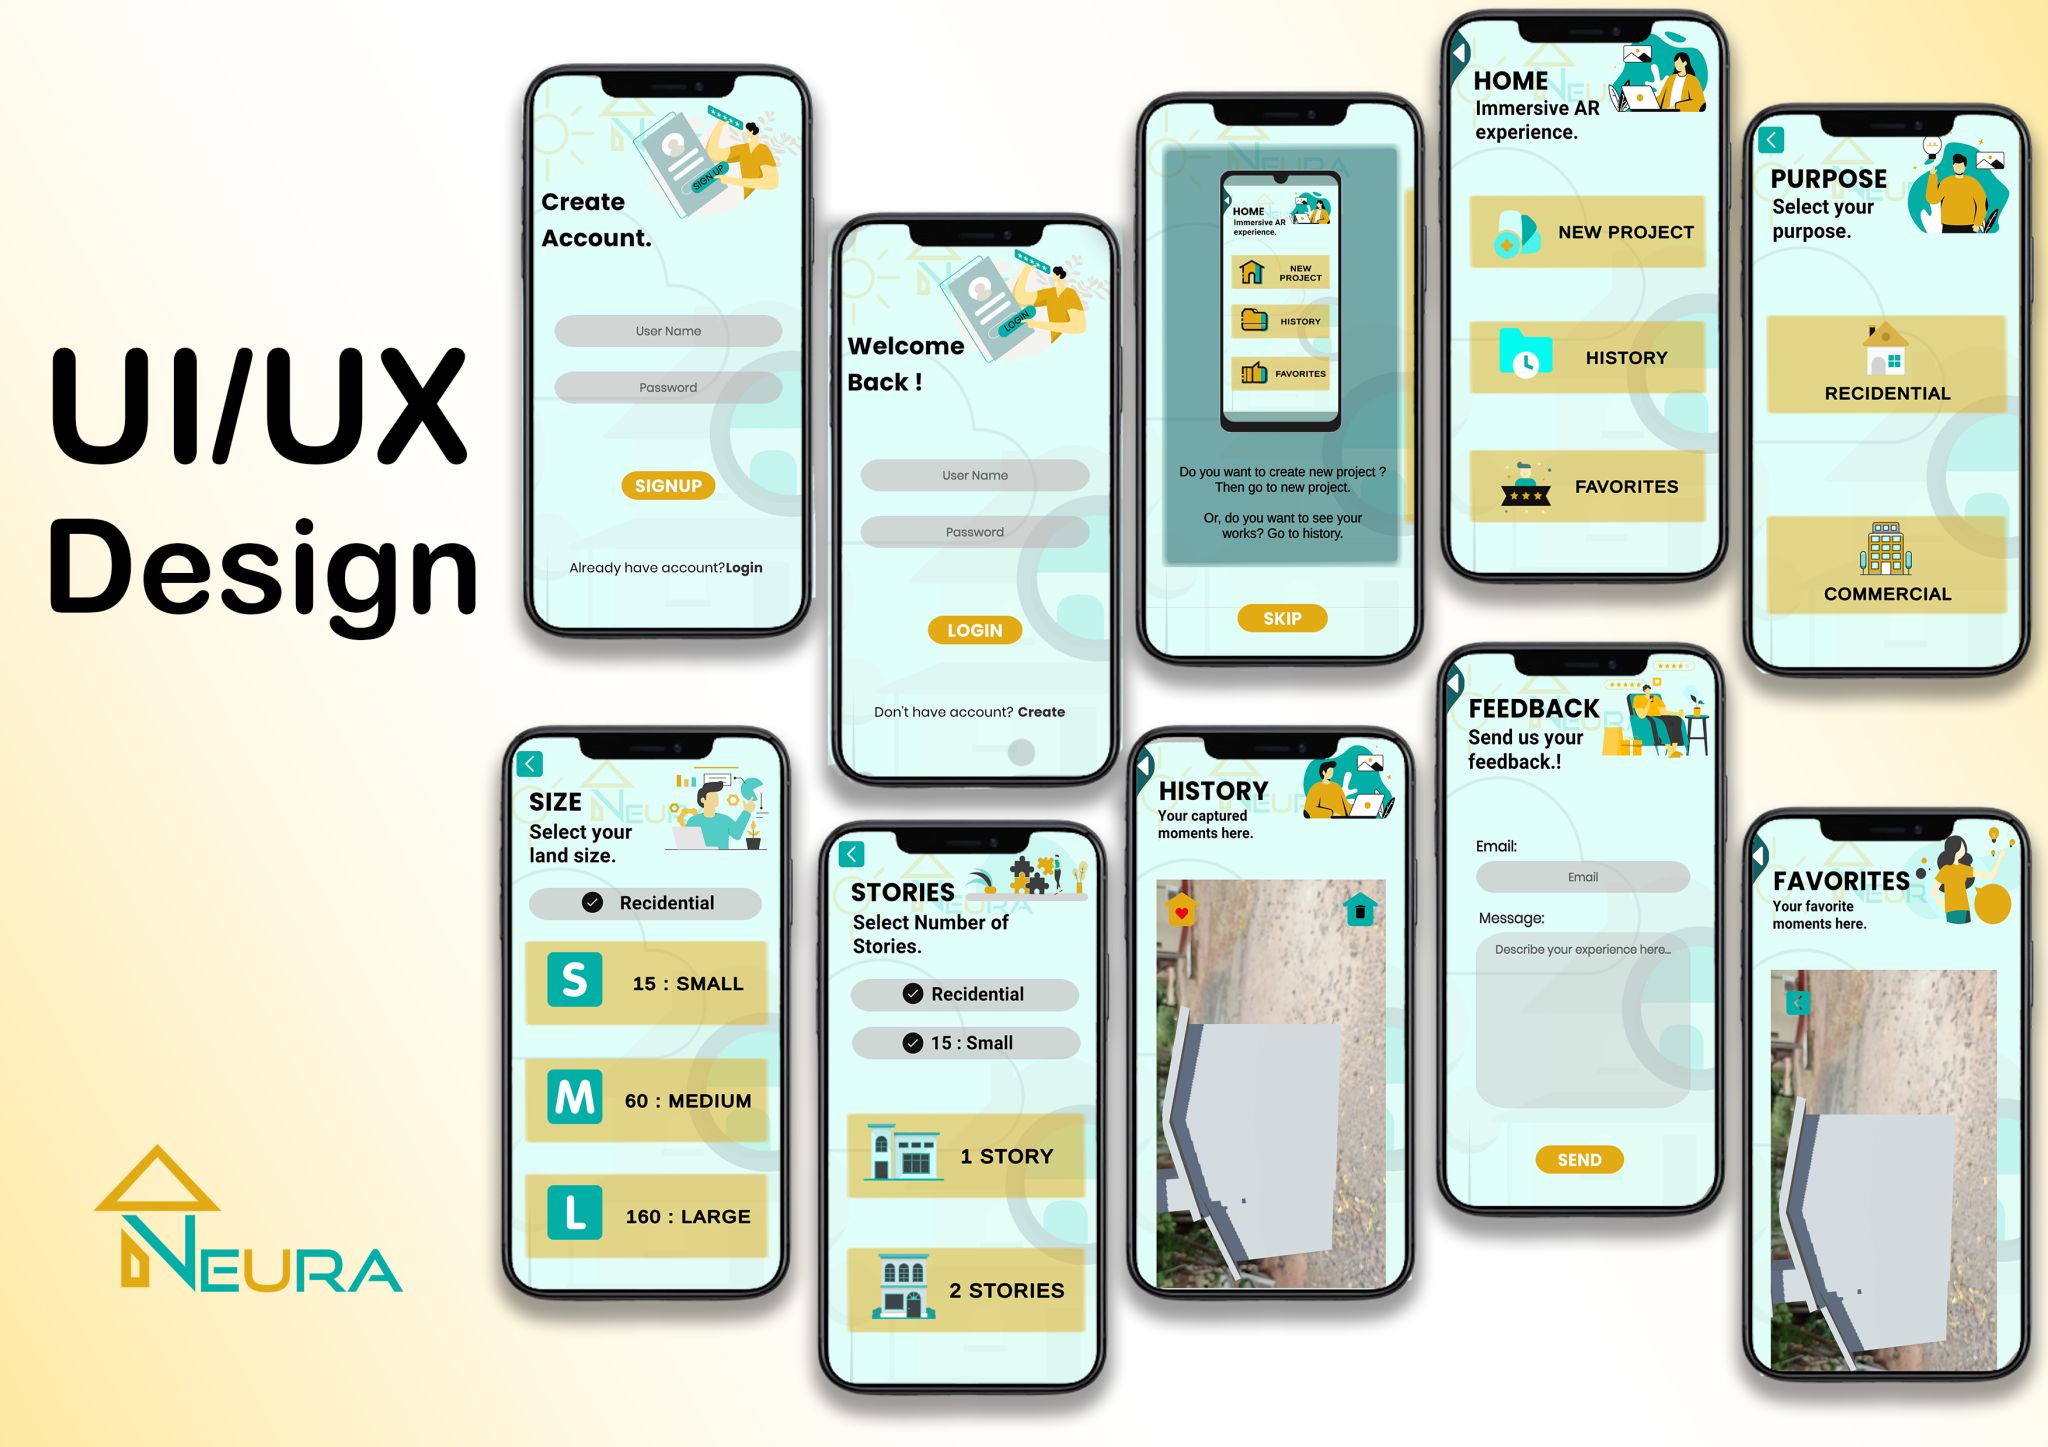 UI/UX
Design
NEURA
SIGN UP
Create
Account.
User Name
Password
SIGNUP
Already have account?Login
LOGIN
Welcome
Back !
User Name
Password
LOGIN
Don't have account? Create
NEURA
HOME
Immersive AR
experience.
NEW
PROJECT
HISTORY
FAVORITES
Do you want to create new project ?
Then go to new project.
Or, do you want to see your
works? Go to history.
SKIP
HOME
Immersive AR
experience.
NEW PROJECT
HISTORY
FAVORITES
PURPOSE
Select your
purpose.
RECIDENTIAL
COMMERCIAL
SIZE
Select your
land size.
Recidential
S
15 : SMALL
M
60 : MEDIUM
L
160 : LARGE
STORIES
Select Number of
Stories.
Recidential
15 : Small
1 STORY
2 STORIES
HISTORY
Your captured
moments here.
FEEDBACK
Send us your
feedback.!
Email:
Email
Message:
Describe your experience here...
SEND
FAVORITES
Your favorite
moments here.